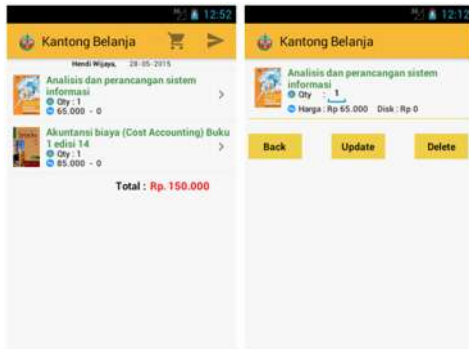 12:52
Kantong Belanja
Hendi Wijaya, 28-05-2015
Analisis dan perancangan sistem
informasi
Qty : 1
65.000 - 0
Akuntansi biaya (Cost Accounting) Buku
1 edisi 14
Qty : 1
85.000 - 0
Total : Rp. 150.000
12:12
Kantong Belanja
Analisis dan perancangan sistem
informasi
Qty : 1
Harga : Rp 65.000 Disk : Rp 0
Back Update Delete